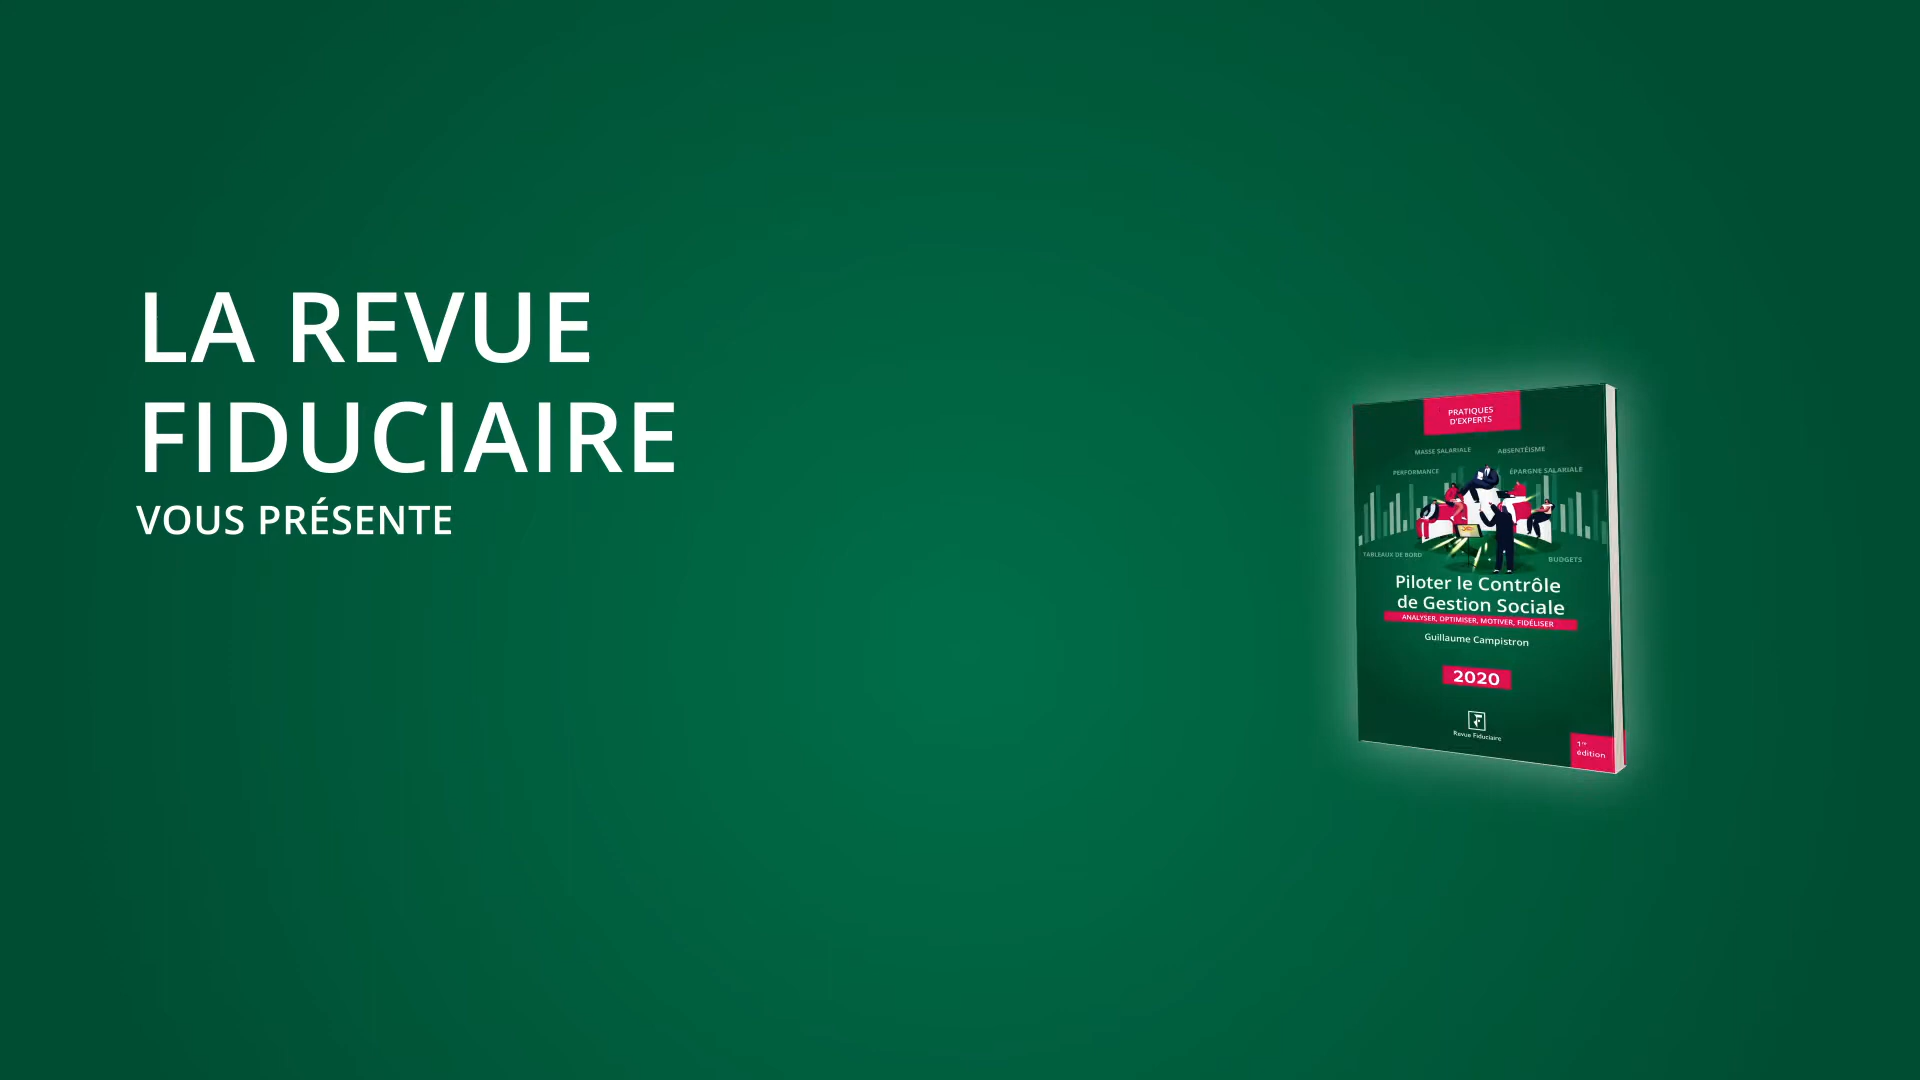 LA REVUE
FIDUCIAIRE
VOUS PRÉSENTE
PRATIQUES
D'EXPERTS
MASSE SALARIALE ABSENTÉISME
PERFORMANCE ÉPARGNE SALARIALE
TABLEAUX DE BORD BUDGETS
Piloter le Contrôle
de Gestion Sociale
ANALYSER, OPTIMISER, MOTIVER, FIDÉLISER
Guillaume Campistron
2020
Revue Fiduciaire
1re
édition